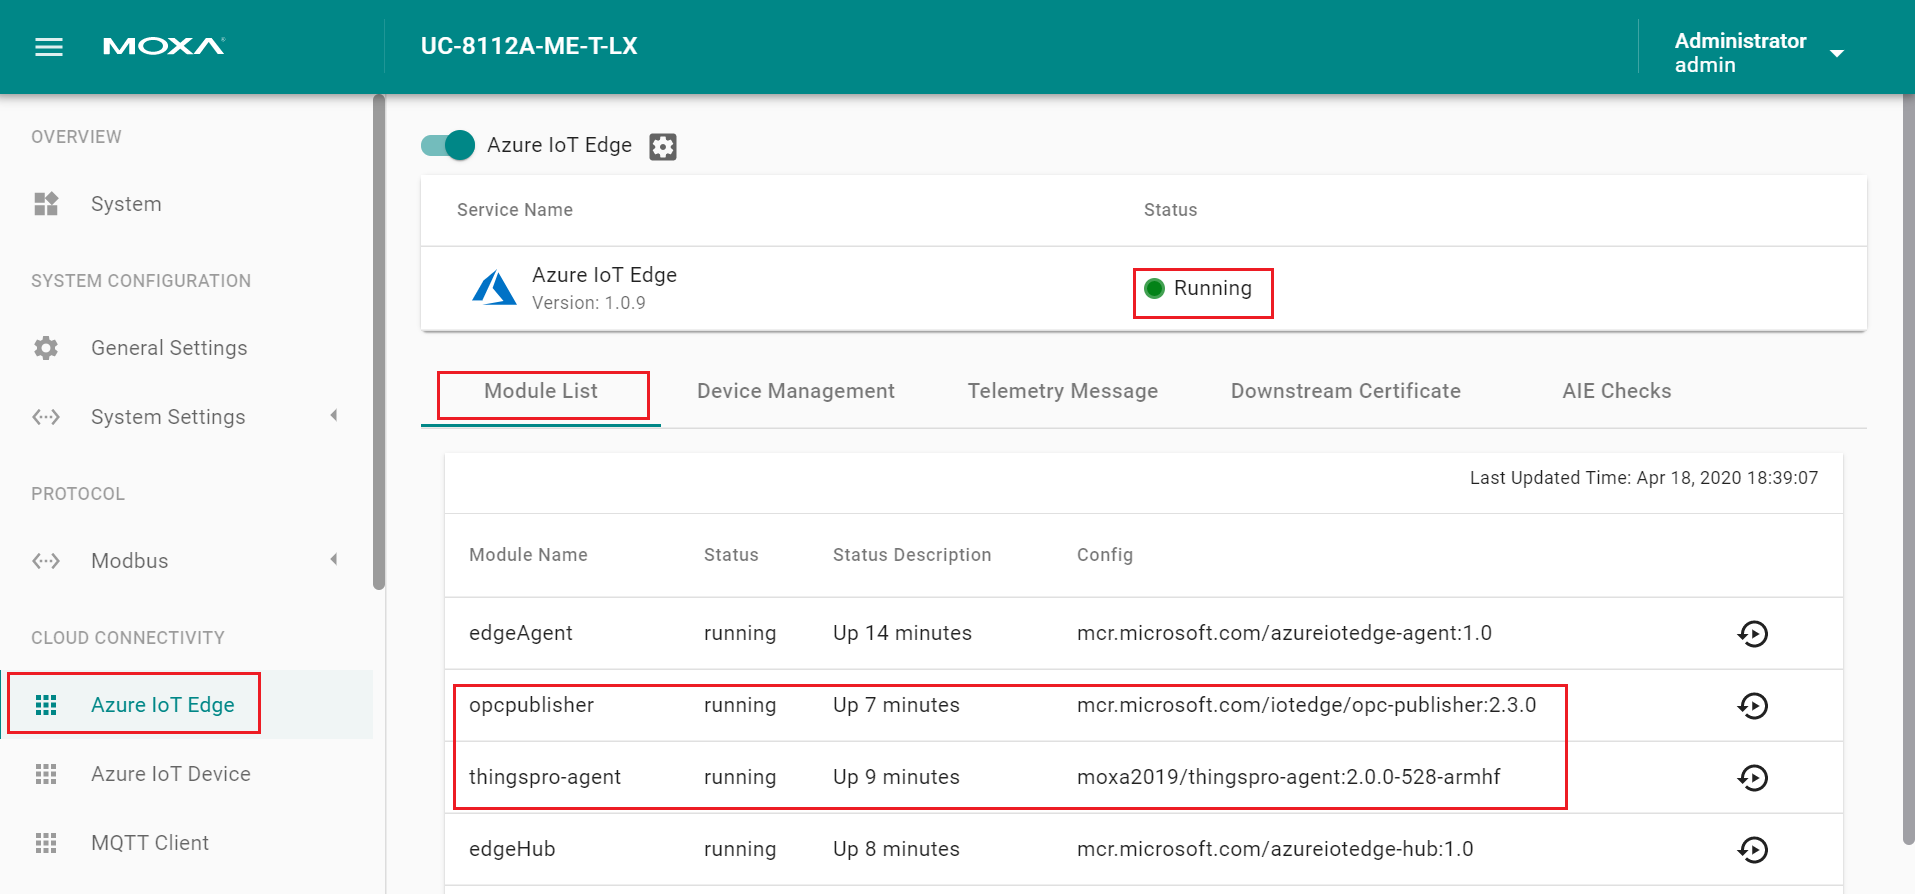 MOXA
UC-8112A-ME-T-LX
Administrator
admin
OVERVIEW
System
SYSTEM CONFIGURATION
General Settings
System Settings
PROTOCOL
Modbus
CLOUD CONNECTIVITY
Azure IoT Edge
Azure IoT Device
MQTT Client
Azure IoT Edge
Service Name Status
Azure IoT Edge
Version: 1.0.9
Running
Module List Device Management Telemetry Message Downstream Certificate AIE Checks
Last Updated Time: Apr 18, 2020 18:39:07
Module Name Status Status Description Config
edgeAgent running Up 14 minutes mcr.microsoft.com/azureiotedge-agent:1.0
opcpublisher running Up 7 minutes mcr.microsoft.com/iotedge/opc-publisher:2.3.0
thingspro-agent running Up 9 minutes moxa2019/thingspro-agent:2.0.0-528-armhf
edgeHub running Up 8 minutes mcr.microsoft.com/azureiotedge-hub:1.0